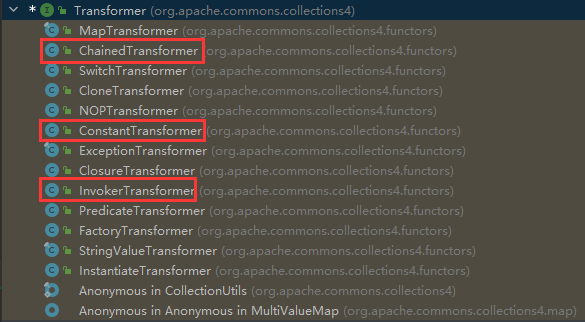 * Transformer (org.apache.commons.collections4)
MapTransformer (org.apache.commons.collections4.functors)
ChainedTransformer (org.apache.commons.collections4.functors)
SwitchTransformer (org.apache.commons.collections4.functors)
CloneTransformer (org.apache.commons.collections4.functors)
NOPTransformer (org.apache.commons.collections4.functors)
ConstantTransformer (org.apache.commons.collections4.functors)
ExceptionTransformer (org.apache.commons.collections4.functors)
ClosureTransformer (org.apache.commons.collections4.functors)
InvokerTransformer (org.apache.commons.collections4.functors)
PredicateTransformer (org.apache.commons.collections4.functors)
FactoryTransformer (org.apache.commons.collections4.functors)
StringValueTransformer (org.apache.commons.collections4.functors)
InstantiateTransformer (org.apache.commons.collections4.functors)
Anonymous in CollectionUtils (org.apache.commons.collections4)
Anonymous in Anonymous in MultiValueMap (org.apache.commons.collections4.map)